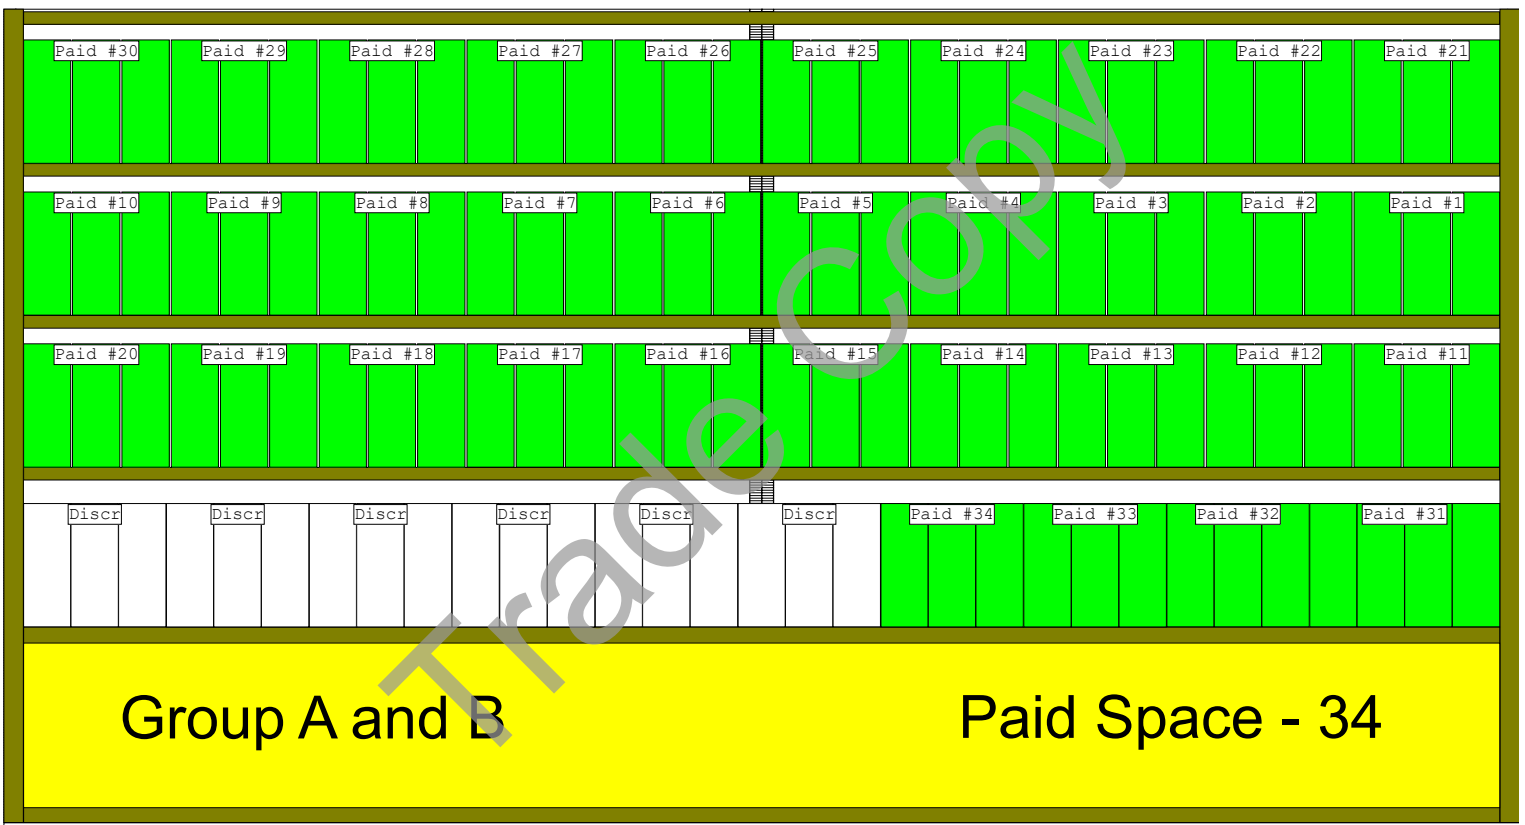 Paid #30 Paid #29 Paid #28 Paid #27 Paid #26 Paid #25 Paid #24 Paid #23 Paid #22 Paid #21
Paid #10 Paid #9 Paid #8 Paid #7 Paid #6 Paid #5 Paid #4 Paid #3 Paid #2 Paid #1
Paid #20 Paid #19 Paid #18 Paid #17 Paid #16 Paid #15 Paid #14 Paid #13 Paid #12 Paid #11
Discr Discr Discr Discr Discr Discr Paid #34 Paid #33 Paid #32 Paid #31
Group A and B Paid Space - 34
Trade Copy